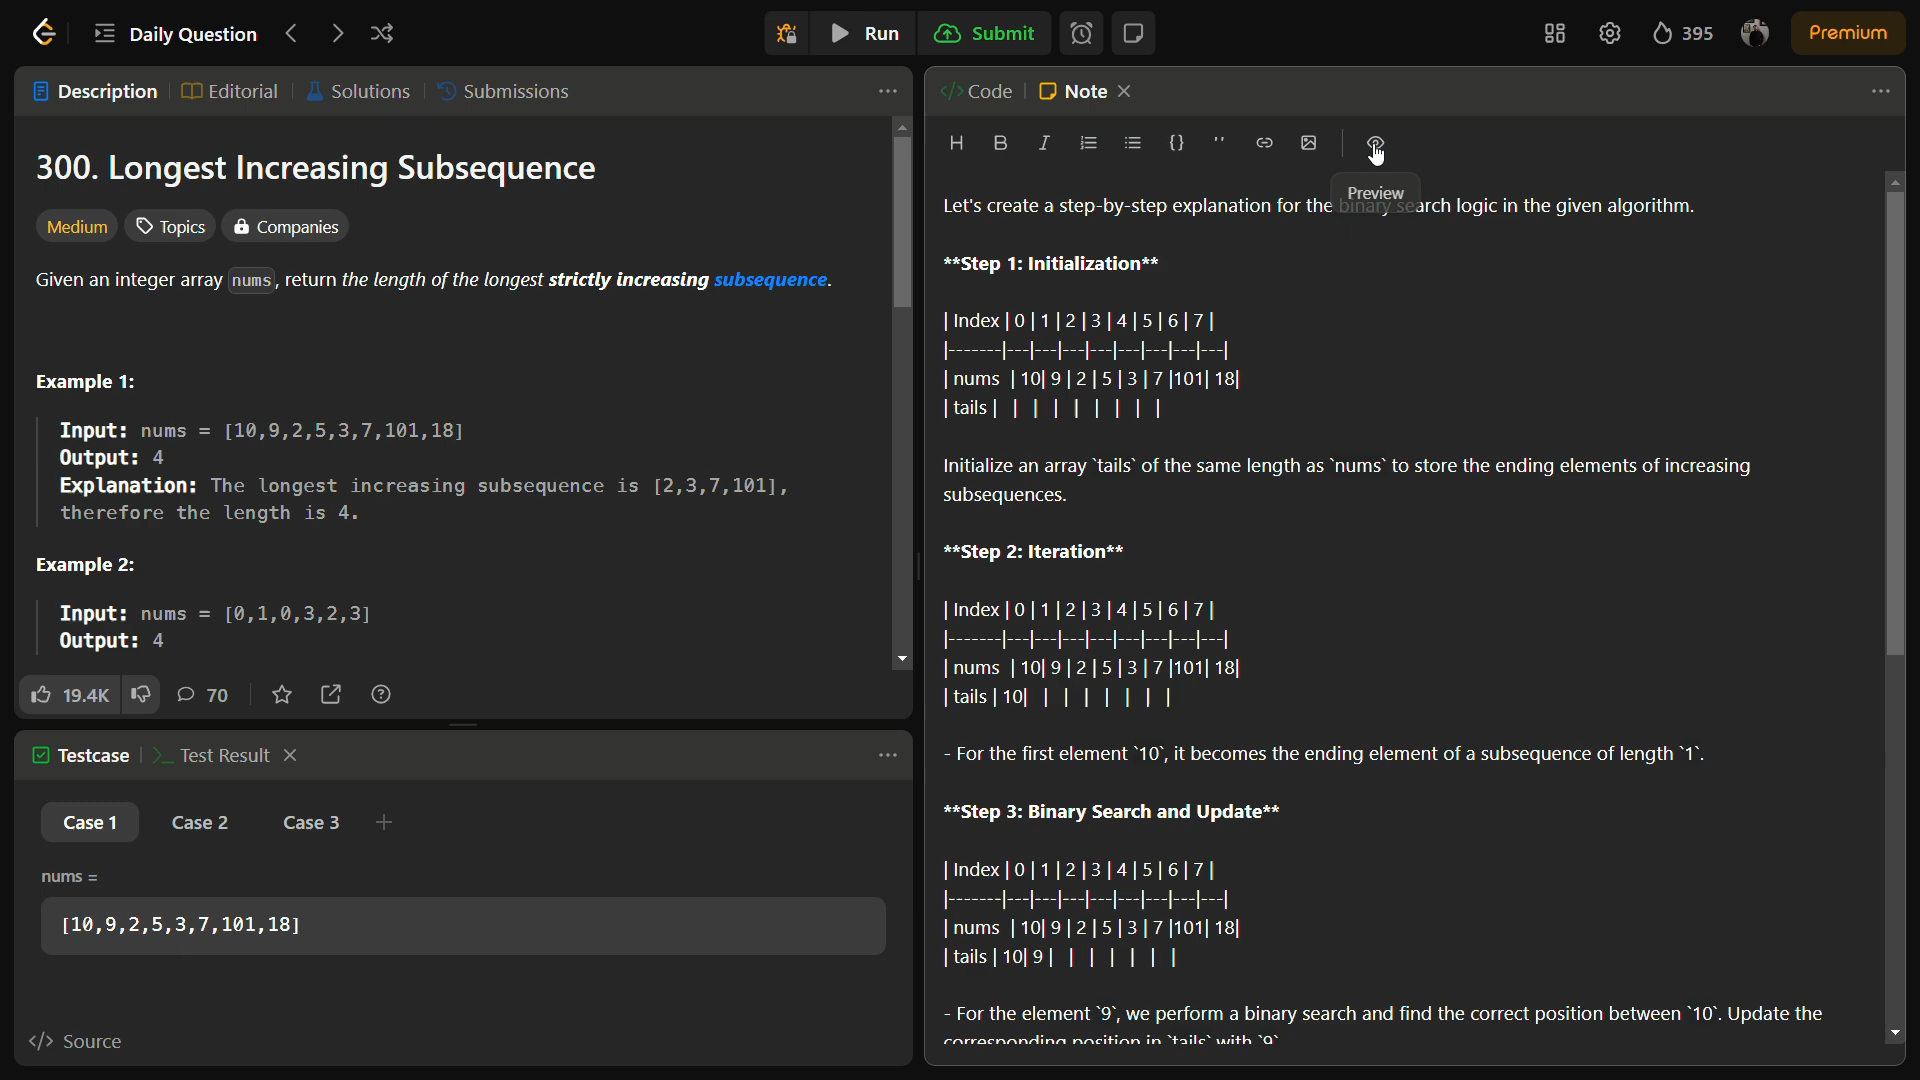 Daily Question
Run
Submit
395
Premium
Description
Editorial
Solutions
Submissions
300. Longest Increasing Subsequence
Medium
Topics
Companies
Given an integer array nums, return the length of the longest strictly increasing subsequence.
Example 1:
Input: nums = [10,9,2,5,3,7,101,18]
Output: 4
Explanation: The longest increasing subsequence is [2,3,7,101],
therefore the length is 4.
Example 2:
Input: nums = [0,1,0,3,2,3]
Output: 4
19.4K
70
Testcase
Test Result
Case 1
Case 2
Case 3
nums =
[10,9,2,5,3,7,101,18]
</> Source
</> Code
Note
H B I {} "
Preview
Let's create a step-by-step explanation for the binary search logic in the given algorithm.
**Step 1: Initialization**
| Index | 0 | 1 | 2 | 3 | 4 | 5 | 6 | 7 |
|-------|---|---|---|---|---|---|---|---|
| nums  | 10| 9 | 2 | 5 | 3 | 7 |101| 18|
| tails |   |   |   |   |   |   |   |   |
Initialize an array `tails` of the same length as `nums` to store the ending elements of increasing
subsequences.
**Step 2: Iteration**
| Index | 0 | 1 | 2 | 3 | 4 | 5 | 6 | 7 |
|-------|---|---|---|---|---|---|---|---|
| nums  | 10| 9 | 2 | 5 | 3 | 7 |101| 18|
| tails | 10|   |   |   |   |   |   |   |
- For the first element `10`, it becomes the ending element of a subsequence of length `1`.
**Step 3: Binary Search and Update**
| Index | 0 | 1 | 2 | 3 | 4 | 5 | 6 | 7 |
|-------|---|---|---|---|---|---|---|---|
| nums  | 10| 9 | 2 | 5 | 3 | 7 |101| 18|
| tails | 10| 9 |   |   |   |   |   |   |
- For the element `9`, we perform a binary search and find the correct position between `10`. Update the
corresponding position in `tails` with `9`